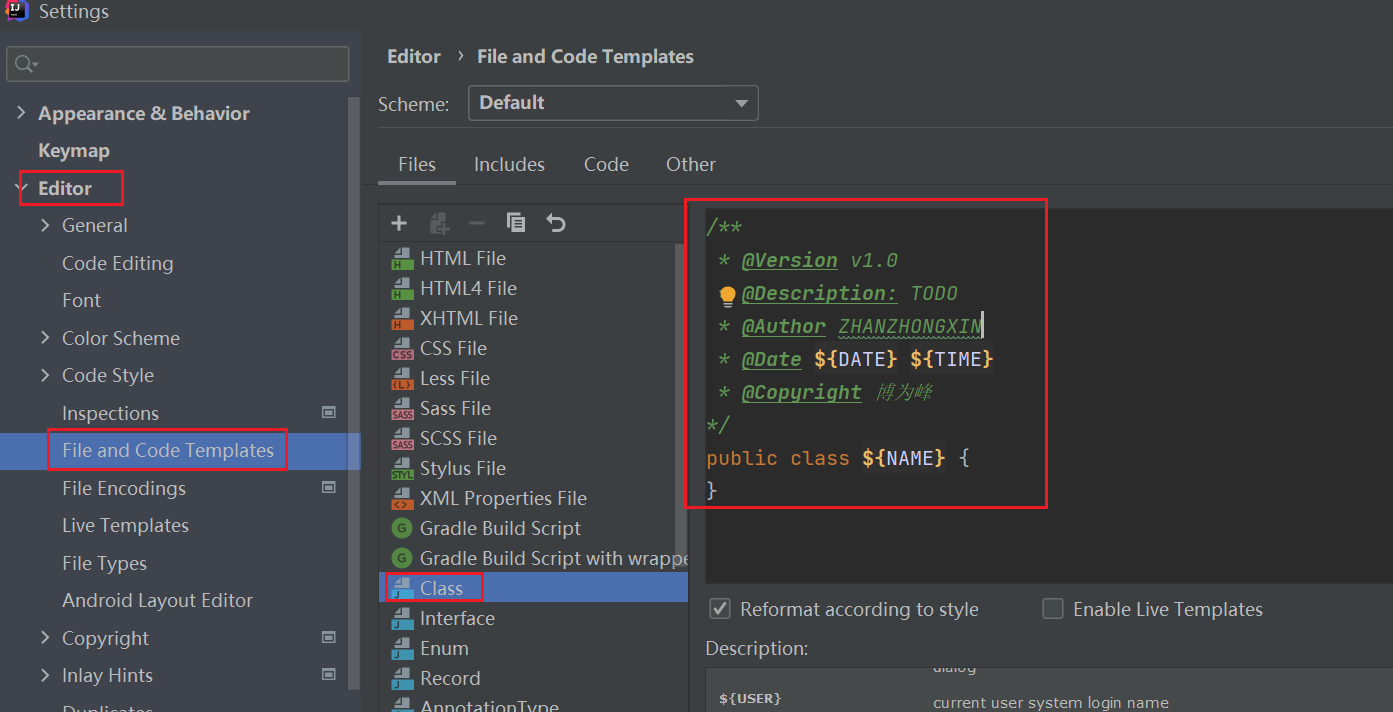 Settings
Appearance & Behavior
Keymap
Editor
General
Code Editing
Font
Color Scheme
Code Style
Inspections
File and Code Templates
File Encodings
Live Templates
File Types
Android Layout Editor
Copyright
Inlay Hints
Duplicates
Editor › File and Code Templates
Scheme: Default
Files Includes Code Other
HTML File
HTML4 File
XHTML File
CSS File
Less File
Sass File
SCSS File
Stylus File
XML Properties File
Gradle Build Script
Gradle Build Script with wrappe
Class
Interface
Enum
Record
AnnotationType
/**
* @Version v1.0
@Description: TODO
* @Author ZHANZHONGXIN
* @Date ${DATE} ${TIME}
* @Copyright 博为峰
*/
public class ${NAME} {
}
Reformat according to style Enable Live Templates
Description:
dialog
${USER} current user system login name